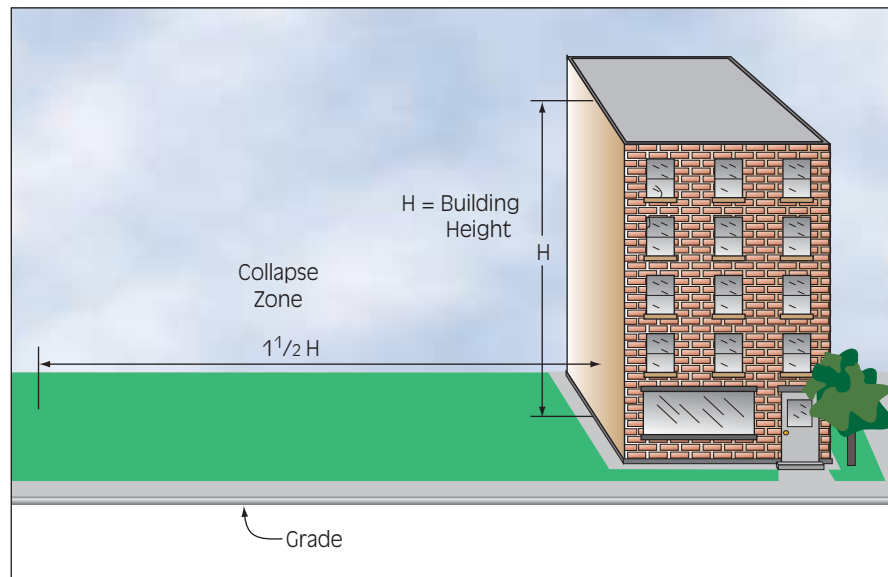 H = Building
Height
H
Collapse
Zone
1 1/2 H
Grade